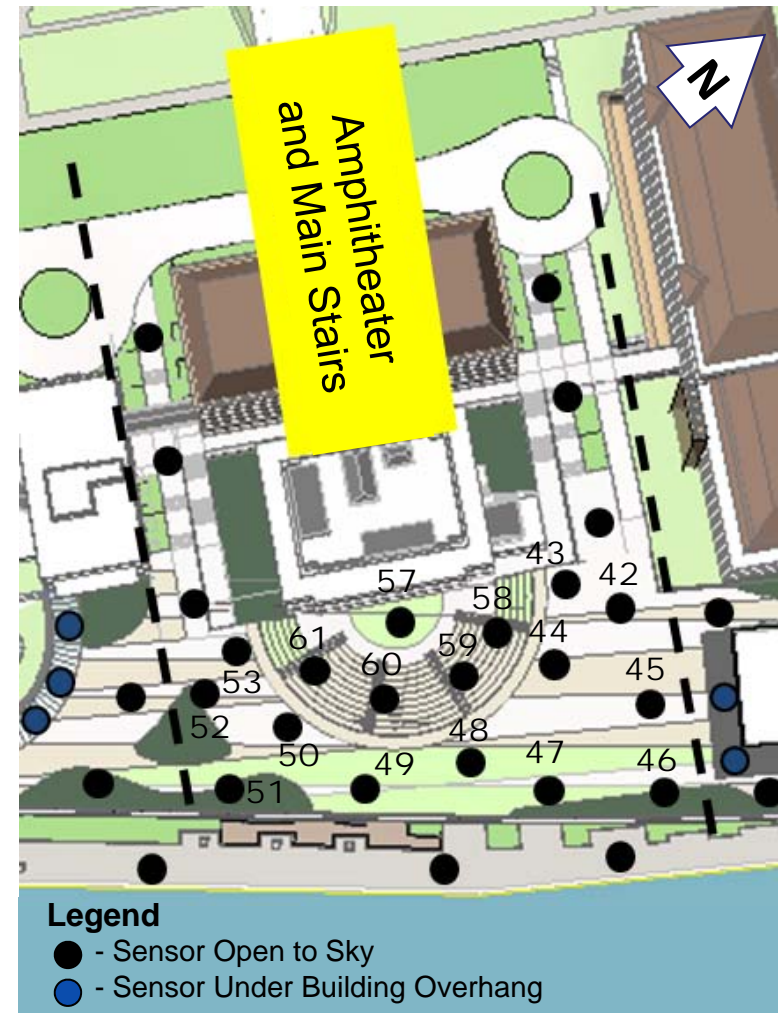 N
Amphitheater
and Main Stairs
43
57
42
58
61
59
44
60
53
45
52
48
50
49
47
46
51
Legend
- Sensor Open to Sky
- Sensor Under Building Overhang